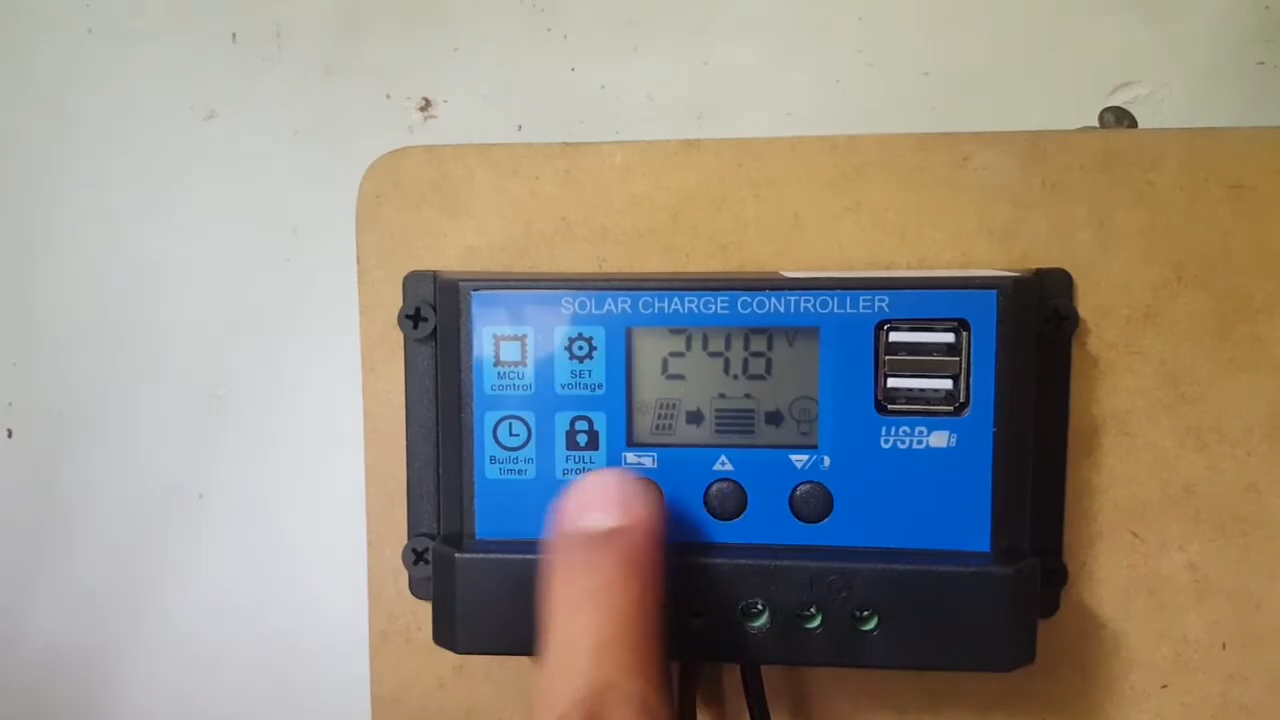 SOLAR CHARGE CONTROLLER
MCU
control
SET
voltage
24.8 V
Build-in
timer
FULL
USB